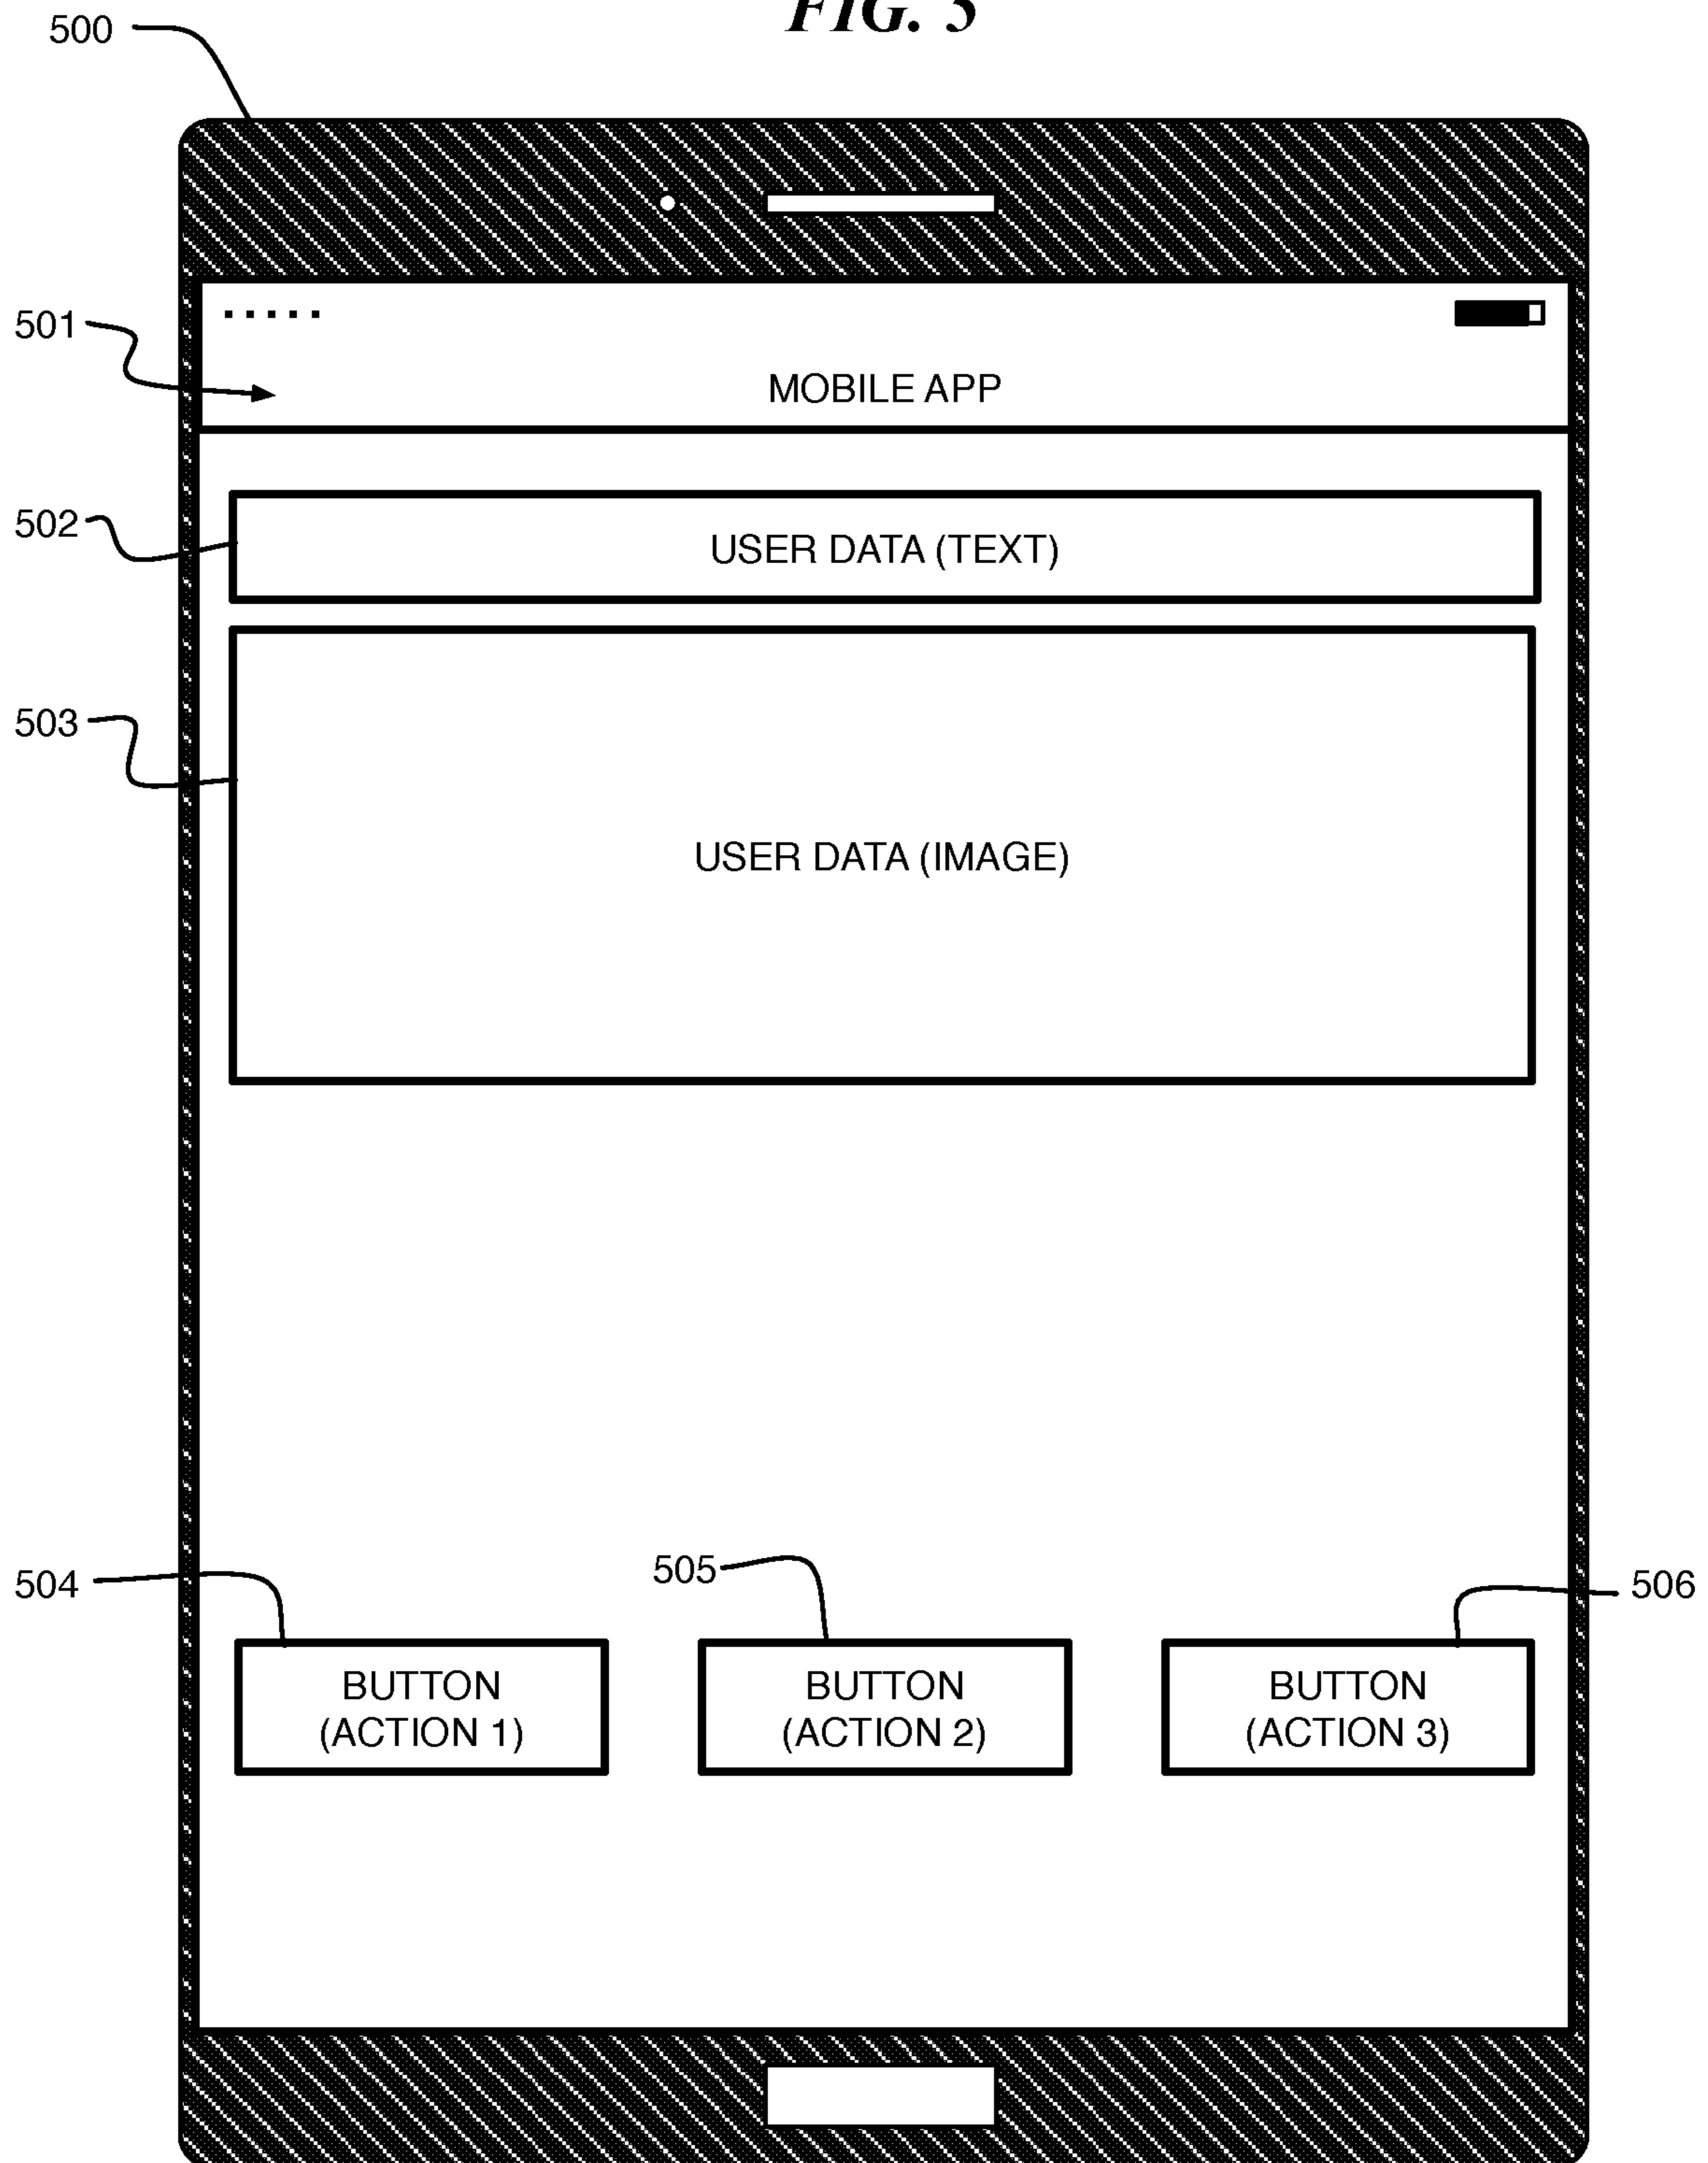 FIG. 5
500
501
MOBILE APP
502
USER DATA (TEXT)
503
USER DATA (IMAGE)
504
505
506
BUTTON
(ACTION 1)
BUTTON
(ACTION 2)
BUTTON
(ACTION 3)